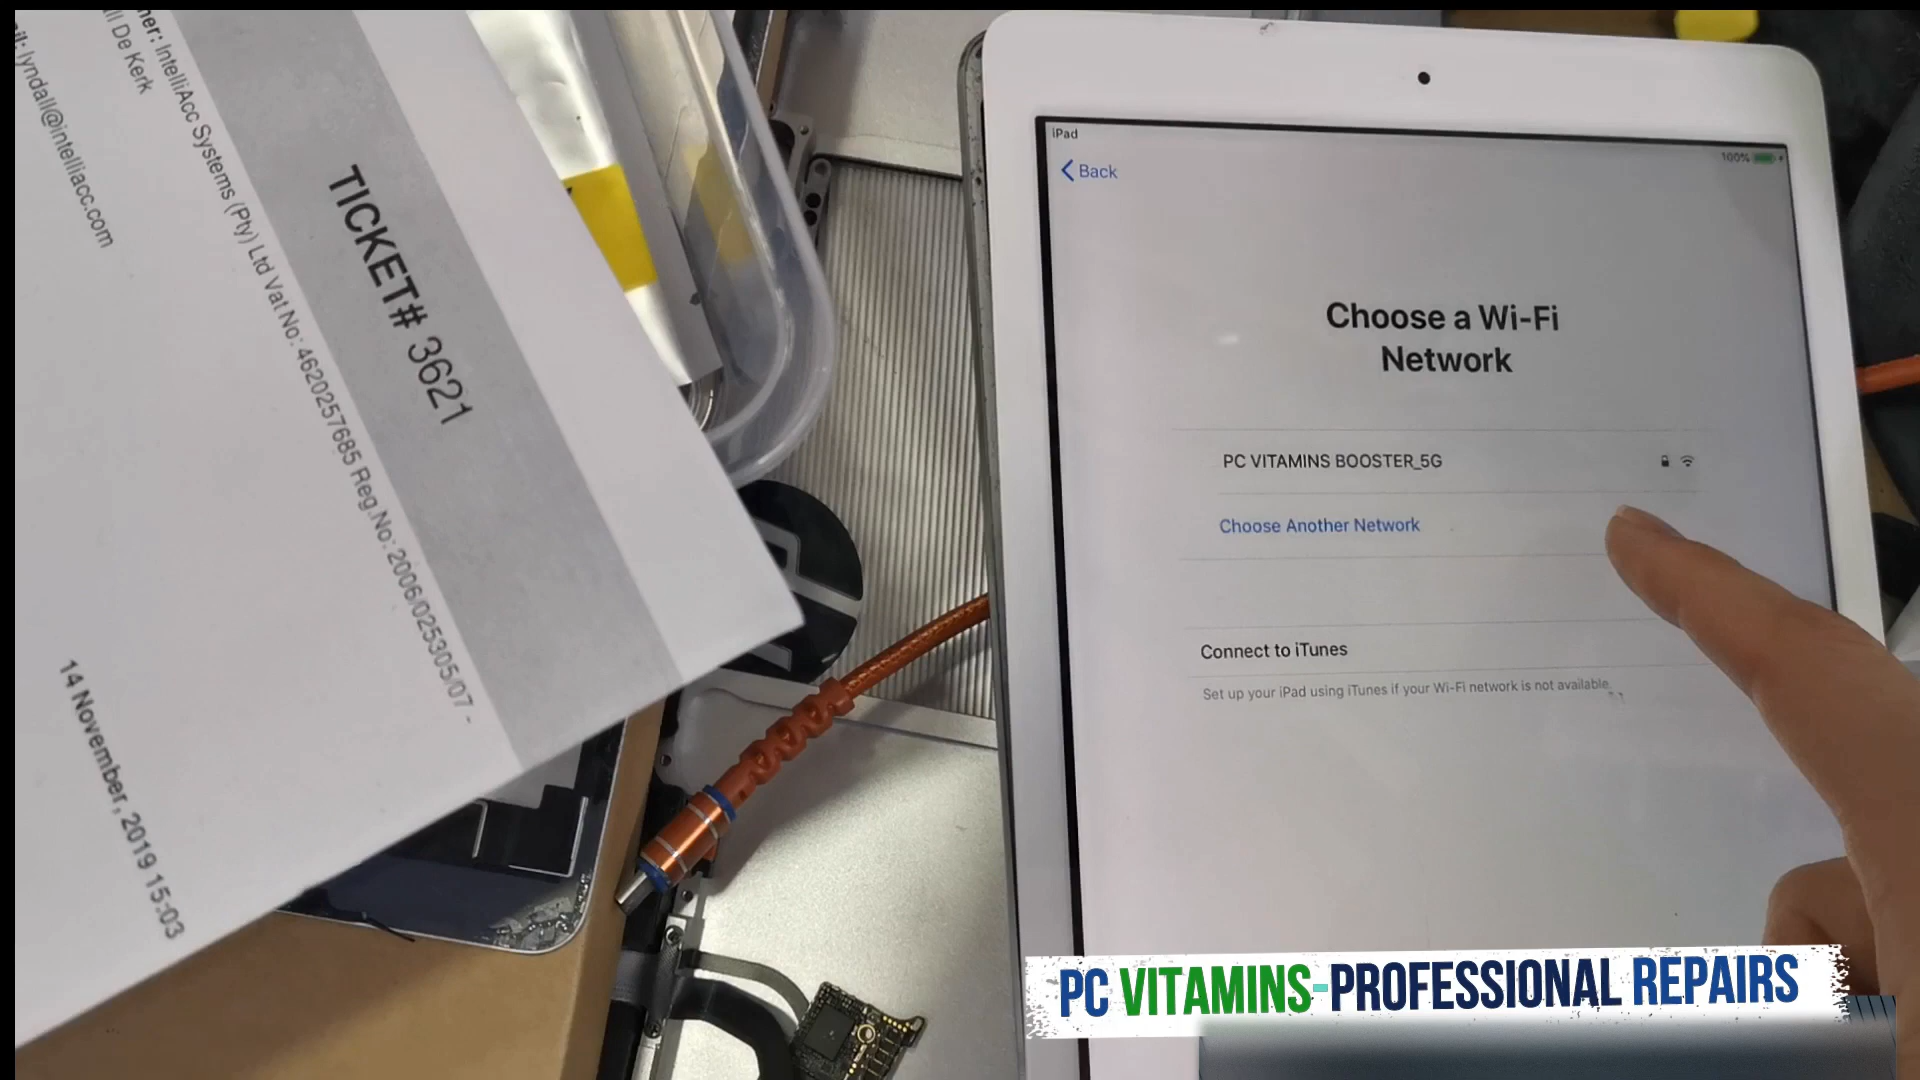 TICKET# 3621
ner: IntelliAcc Systems (Pty) Ltd Vat No: 4620257685 Reg.No: 2006/025305/07 -
ll De Kerk
il: lyndall@intelliacc.com
14 November, 2019 15:03
iPad
100%
Back
Choose a Wi-Fi
Network
PC VITAMINS BOOSTER_5G
Choose Another Network
Connect to iTunes
Set up your iPad using iTunes if your Wi-Fi network is not available.
PC VITAMINS-PROFESSIONAL REPAIRS